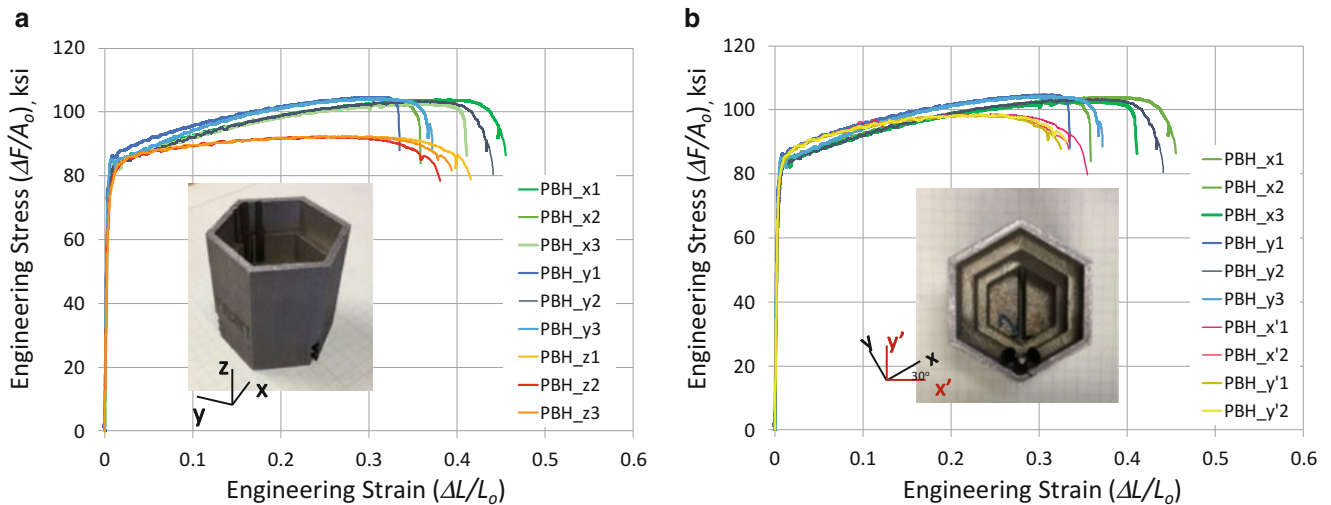 a
120
100
80
60
40
20
0
Engineering Stress (ΔF/Aₒ), ksi
PBH_x1
PBH_x2
PBH_x3
PBH_y1
PBH_y2
PBH_y3
PBH_z1
PBH_z2
PBH_z3
z
x
y
0 0.1 0.2 0.3 0.4 0.5 0.6
Engineering Strain (ΔL/Lₒ)
b
120
100
80
60
40
20
0
Engineering Stress (ΔF/Aₒ), ksi
PBH_x1
PBH_x2
PBH_x3
PBH_y1
PBH_y2
PBH_y3
PBH_x'1
PBH_x'2
PBH_y'1
PBH_y'2
y y' x
30°
x'
0 0.1 0.2 0.3 0.4 0.5 0.6
Engineering Strain (ΔL/Lₒ)